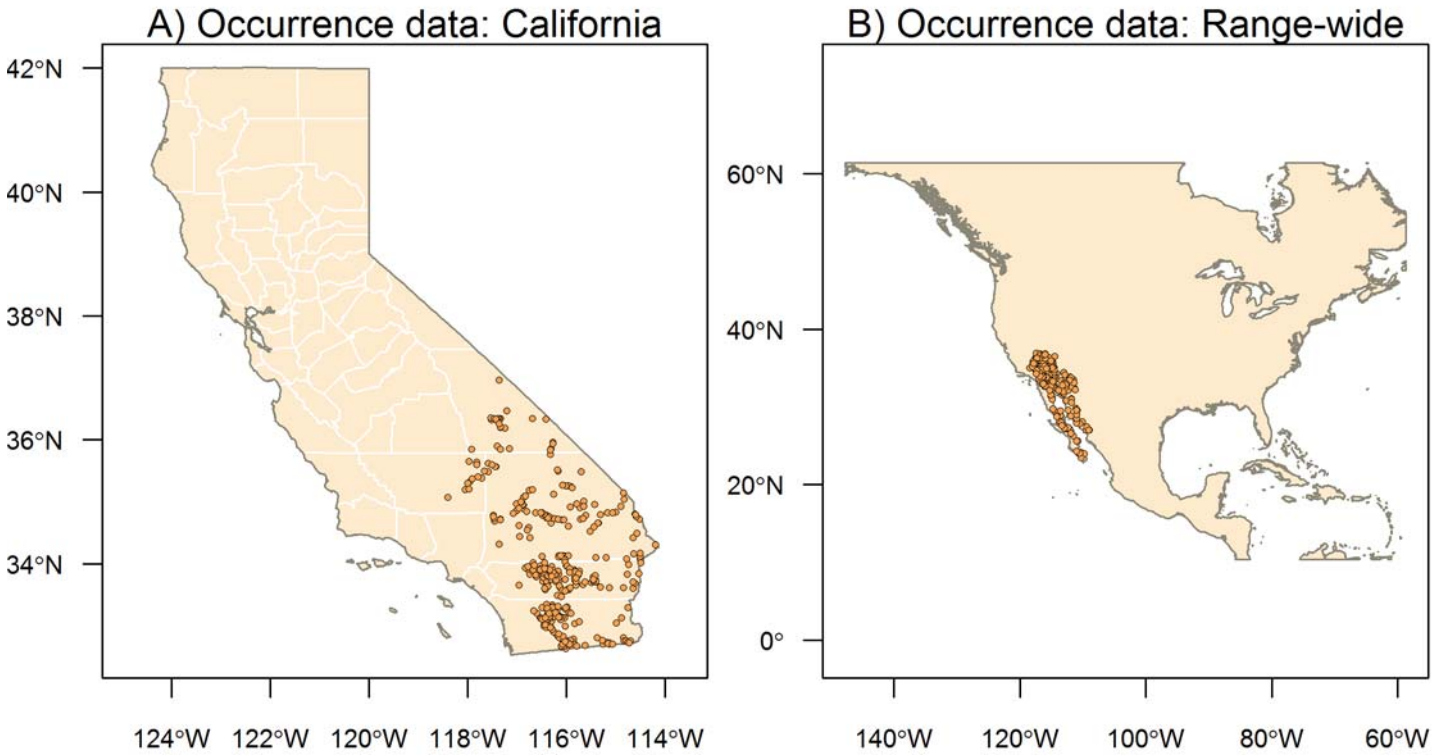 A) Occurrence data: California
42°N
40°N
38°N
36°N
34°N
124°W 122°W 120°W 118°W 116°W 114°W
B) Occurrence data: Range-wide
60°N
40°N
20°N
0°
140°W 120°W 100°W 80°W 60°W